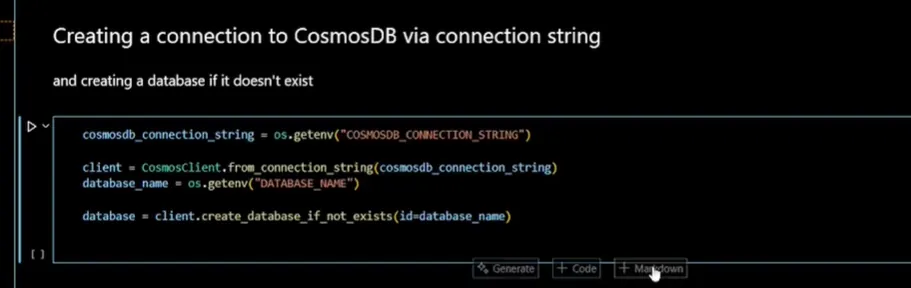 Creating a connection to CosmosDB via connection string
and creating a database if it doesn't exist
cosmosdb_connection_string = os.getenv("COSMOSDB_CONNECTION_STRING")
client = CosmosClient.from_connection_string(cosmosdb_connection_string)
database_name = os.getenv("DATABASE_NAME")
database = client.create_database_if_not_exists(id=database_name)
[ ]
Generate + Code + Markdown